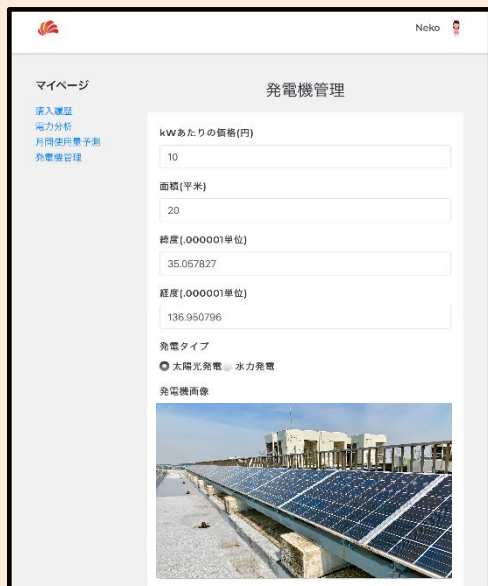 Neko
マイページ
購入履歴
電力分析
月間使用量予測
発電機管理
発電機管理
kWあたりの価格(円)
10
面積(平米)
20
緯度(.000001単位)
35.057827
経度(.000001単位)
136.950796
発電タイプ
太陽光発電 水力発電
発電機画像